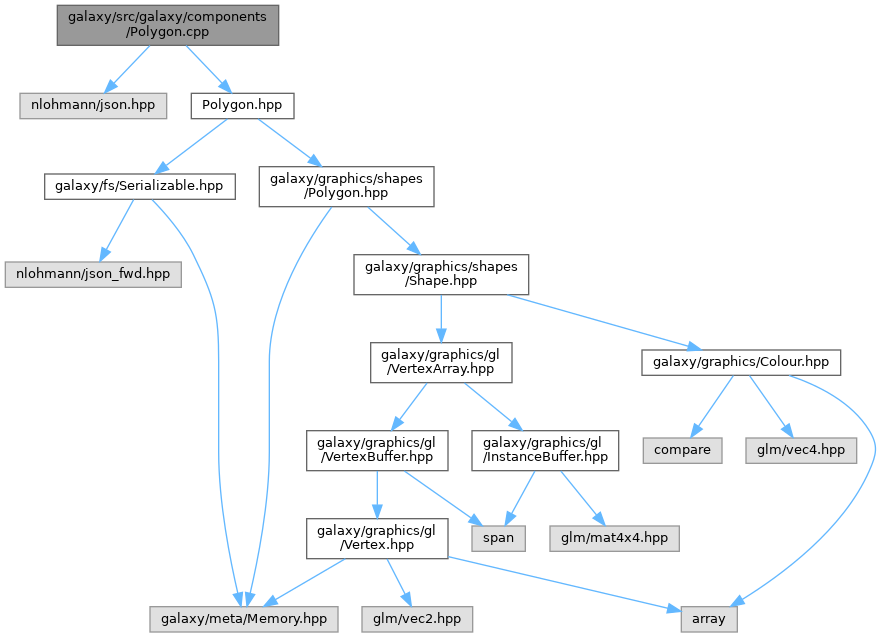 galaxy/src/galaxy/components
/Polygon.cpp
nlohmann/json.hpp
Polygon.hpp
galaxy/fs/Serializable.hpp
galaxy/graphics/shapes
/Polygon.hpp
nlohmann/json_fwd.hpp
galaxy/graphics/shapes
/Shape.hpp
galaxy/graphics/gl
/VertexArray.hpp
galaxy/graphics/Colour.hpp
galaxy/graphics/gl
/VertexBuffer.hpp
galaxy/graphics/gl
/InstanceBuffer.hpp
compare
glm/vec4.hpp
galaxy/graphics/gl
/Vertex.hpp
span
glm/mat4x4.hpp
galaxy/meta/Memory.hpp
glm/vec2.hpp
array